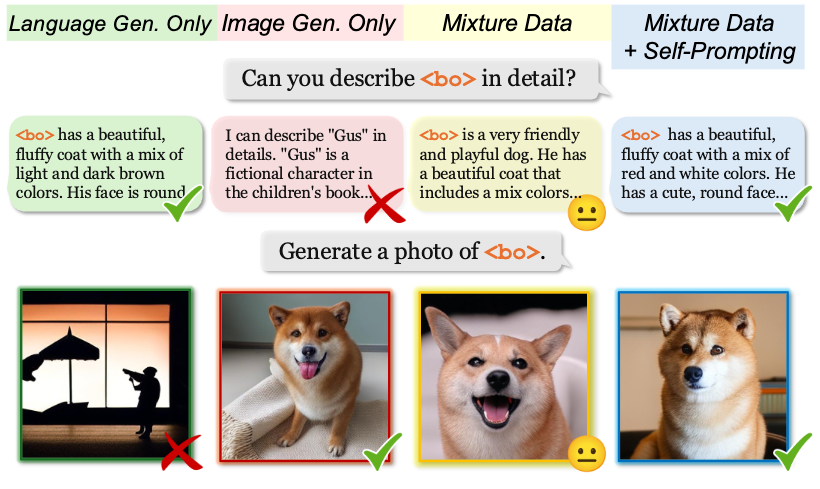 Language Gen. Only
Image Gen. Only
Mixture Data
Mixture Data
+ Self-Prompting
Can you describe <bo> in detail?
<bo> has a beautiful,
fluffy coat with a mix of
light and dark brown
colors. His face is round
I can describe "Gus" in
details. "Gus" is a
fictional character in
the children's book...
<bo> is a very friendly
and playful dog. He has
a beautiful coat that
includes a mix colors...
<bo> has a beautiful,
fluffy coat with a mix of
red and white colors. He
has a cute, round face...
Generate a photo of <bo>.